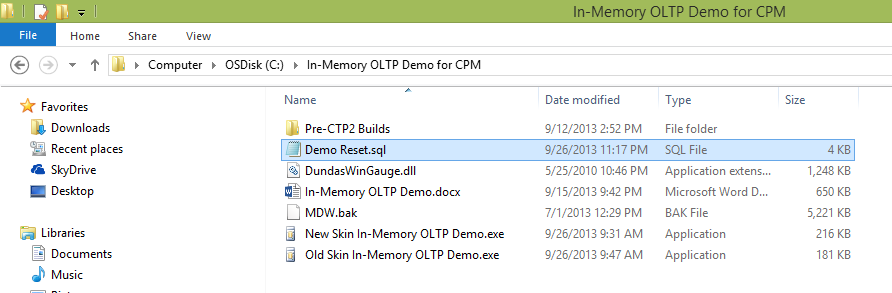 In-Memory OLTP Demo for CPM
File Home Share View
Computer OSDisk (C:) In-Memory OLTP Demo for CPM
Favorites
Downloads
Recent places
SkyDrive
Desktop
Libraries
Documents
Music
Name Date modified Type Size
Pre-CTP2 Builds 9/12/2013 2:52 PM File folder
Demo Reset.sql 9/26/2013 11:17 PM SQL File 4 KB
DundasWinGauge.dll 5/25/2010 10:46 PM Application extens... 1,248 KB
In-Memory OLTP Demo.docx 9/15/2013 9:42 PM Microsoft Word D... 650 KB
MDW.bak 7/1/2013 12:29 PM BAK File 5,221 KB
New Skin In-Memory OLTP Demo.exe 9/26/2013 9:31 AM Application 216 KB
Old Skin In-Memory OLTP Demo.exe 9/26/2013 9:47 AM Application 181 KB